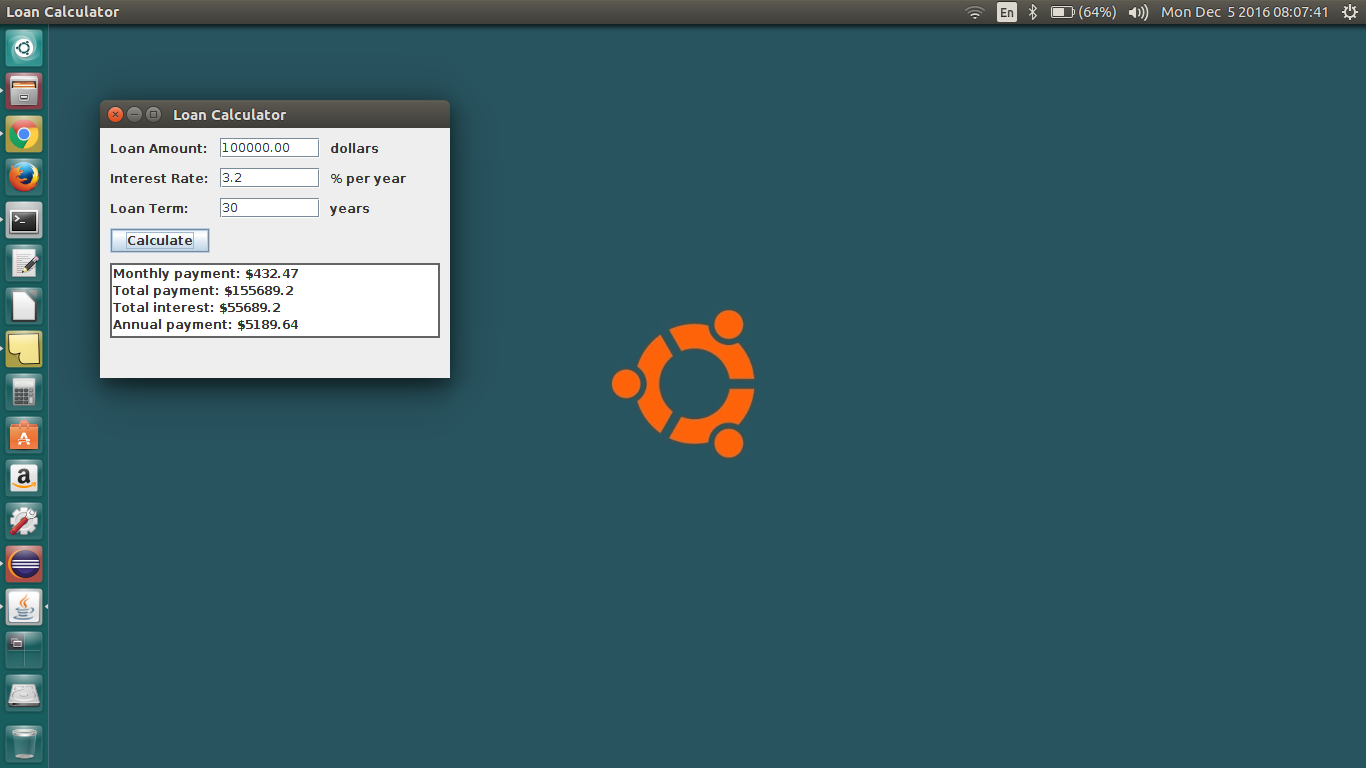 Loan Calculator En (64%) Mon Dec 5 2016 08:07:41
Loan Calculator
Loan Amount: 100000.00 dollars
Interest Rate: 3.2 % per year
Loan Term: 30 years
Calculate
Monthly payment: $432.47
Total payment: $155689.2
Total interest: $55689.2
Annual payment: $5189.64
a